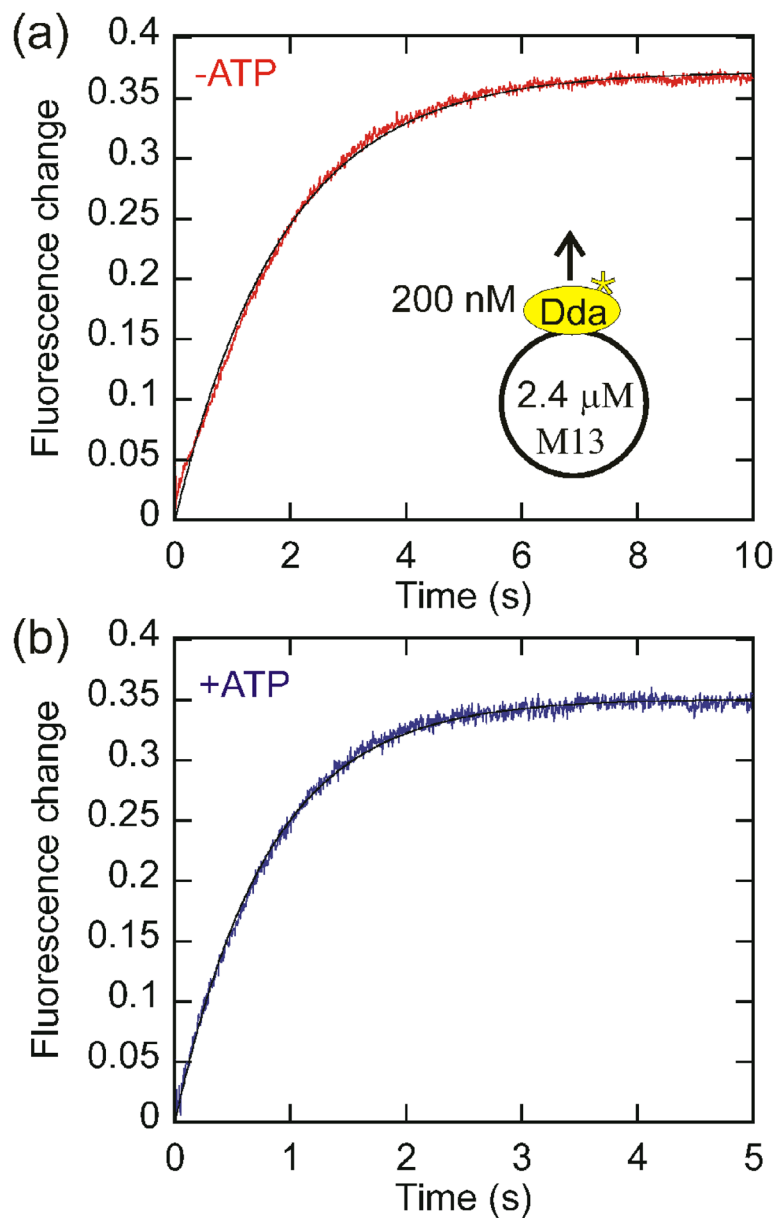 (a)
0.4
0.35
0.3
0.25
0.2
0.15
0.1
0.05
0
Fluorescence change
-ATP
200 nM
Dda
*
2.4 μM
M13
0 2 4 6 8 10
Time (s)
(b)
0.4
0.35
0.3
0.25
0.2
0.15
0.1
0.05
0
Fluorescence change
+ATP
0 1 2 3 4 5
Time (s)